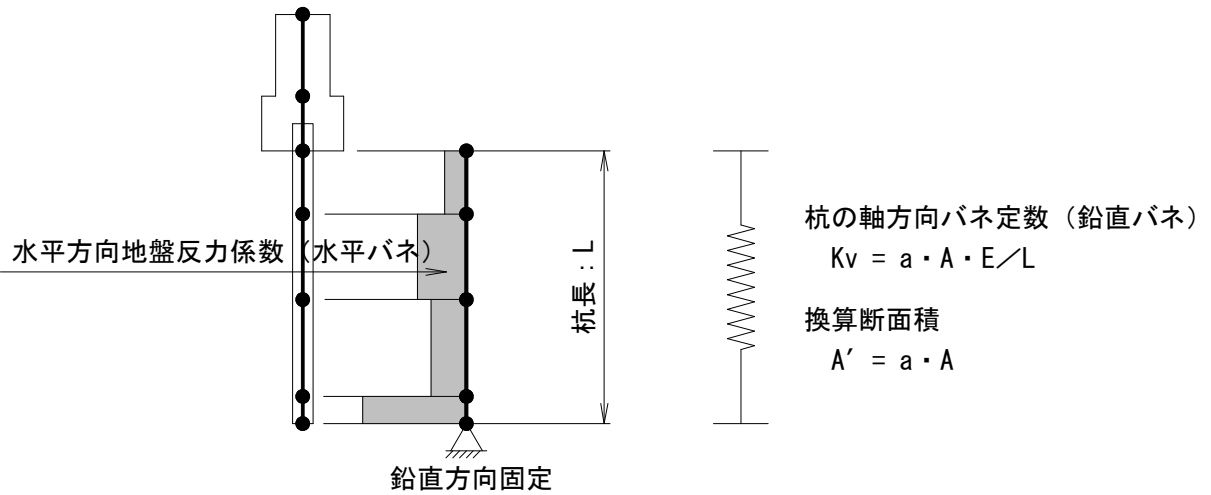 水平方向地盤反力係数（水平バネ）
杭長：L
鉛直方向固定
杭の軸方向バネ定数（鉛直バネ）
Kv = a・A・E／L
換算断面積
A′ = a・A